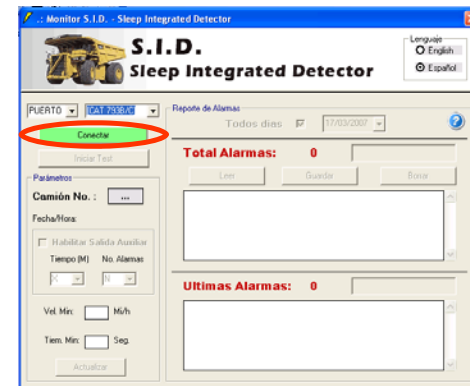 .: Monitor S.I.D. - Sleep Integrated Detector
S.I.D.
Sleep Integrated Detector
Lenguaje
English
Español
PUERTO
CAT 793B/C
Conectar
Iniciar Test
Parámetros
Camión No. :
...
Fecha/Hora:
Habilitar Salida Auxiliar
Tiempo (M)
No. Alarmas
X
N
Vel. Min:
Mi/h
Tiem. Min:
Seg.
Actualizar
Reporte de Alarmas
Todos dias
17/03/2007
?
Total Alarmas: 0
Leer
Guardar
Borrar
Ultimas Alarmas: 0